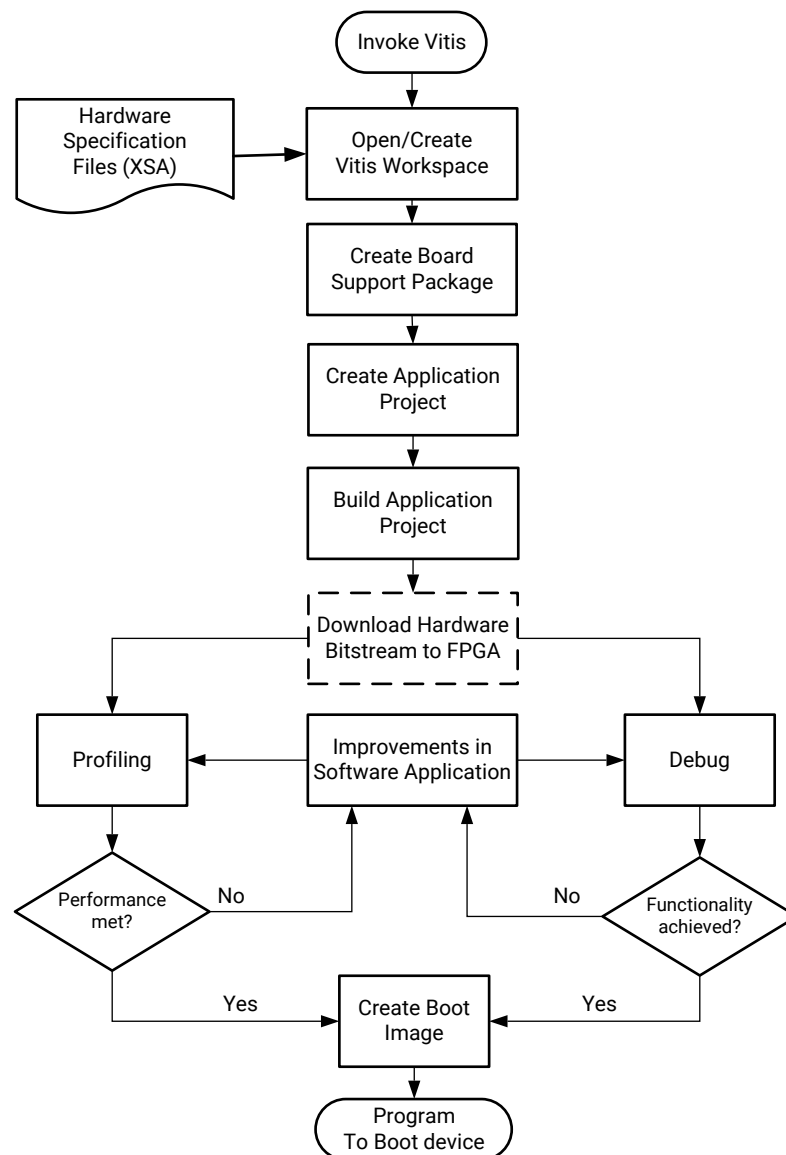 Invoke Vitis
Hardware
Specification
Files (XSA)
Open/Create
Vitis Workspace
Create Board
Support Package
Create Application
Project
Build Application
Project
Download Hardware
Bitstream to FPGA
Profiling
Improvements in
Software Application
Debug
Performance
met?
No
No
Functionality
achieved?
Yes
Create Boot
Image
Yes
Program
To Boot device